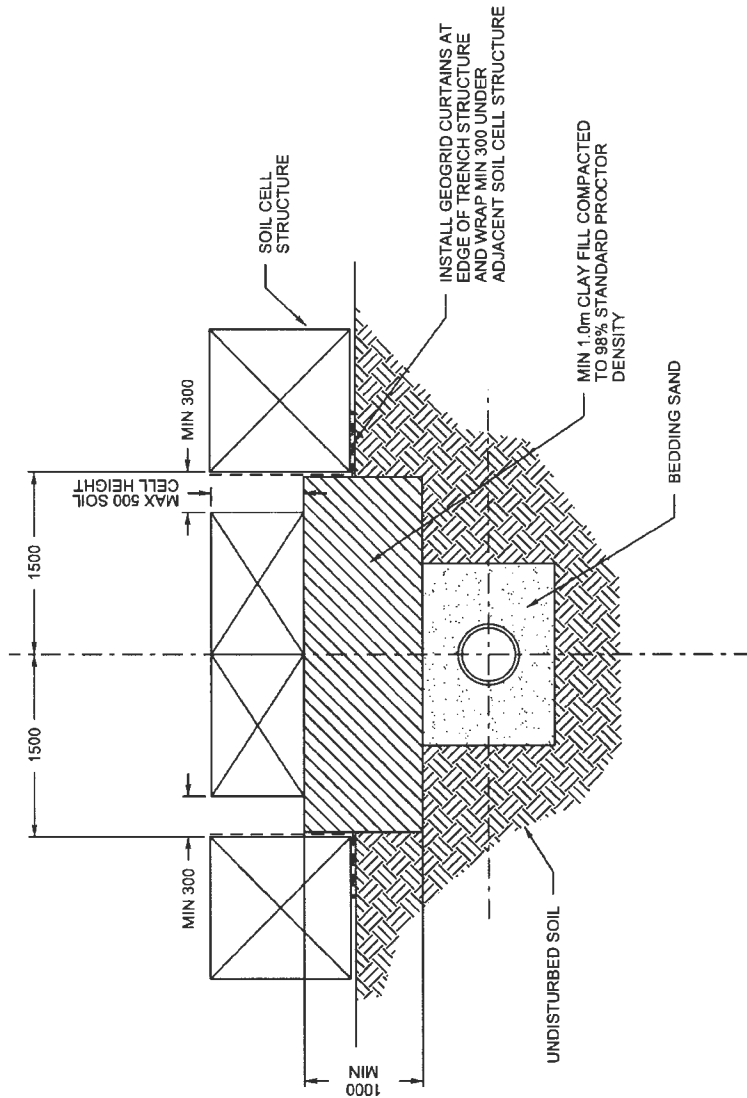 1500
1500
MIN 300
MIN 300
MAX 500 SOIL
CELL HEIGHT
SOIL CELL
STRUCTURE
INSTALL GEOGRID CURTAINS AT
EDGE OF TRENCH STRUCTURE
AND WRAP MIN 300 UNDER
ADJACENT SOIL CELL STRUCTURE
1000
MIN
MIN 1.0m CLAY FILL COMPACTED
TO 98% STANDARD PROCTOR
DENSITY
BEDDING SAND
UNDISTURBED SOIL